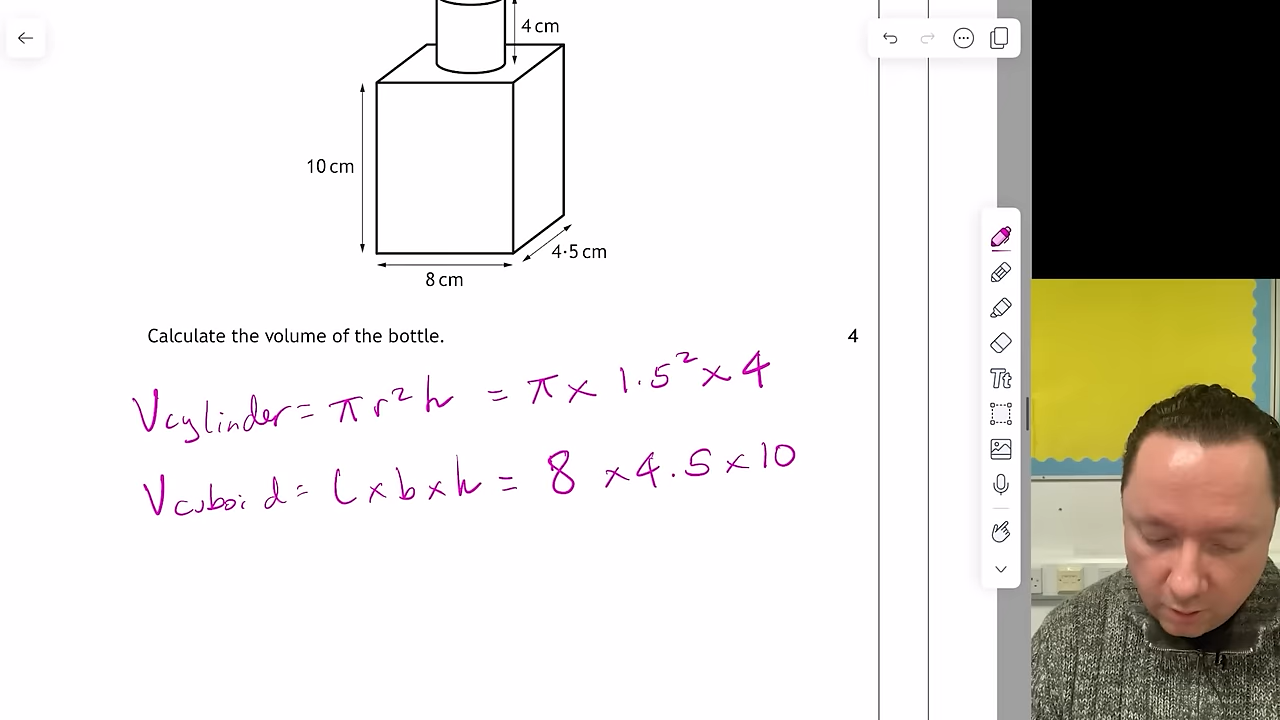 4 cm
10 cm
4·5 cm
8 cm
Calculate the volume of the bottle. 4
Vcylinder = πr²h = π × 1.5² × 4
Vcuboid = l×b×h = 8 × 4.5 × 10
Tt